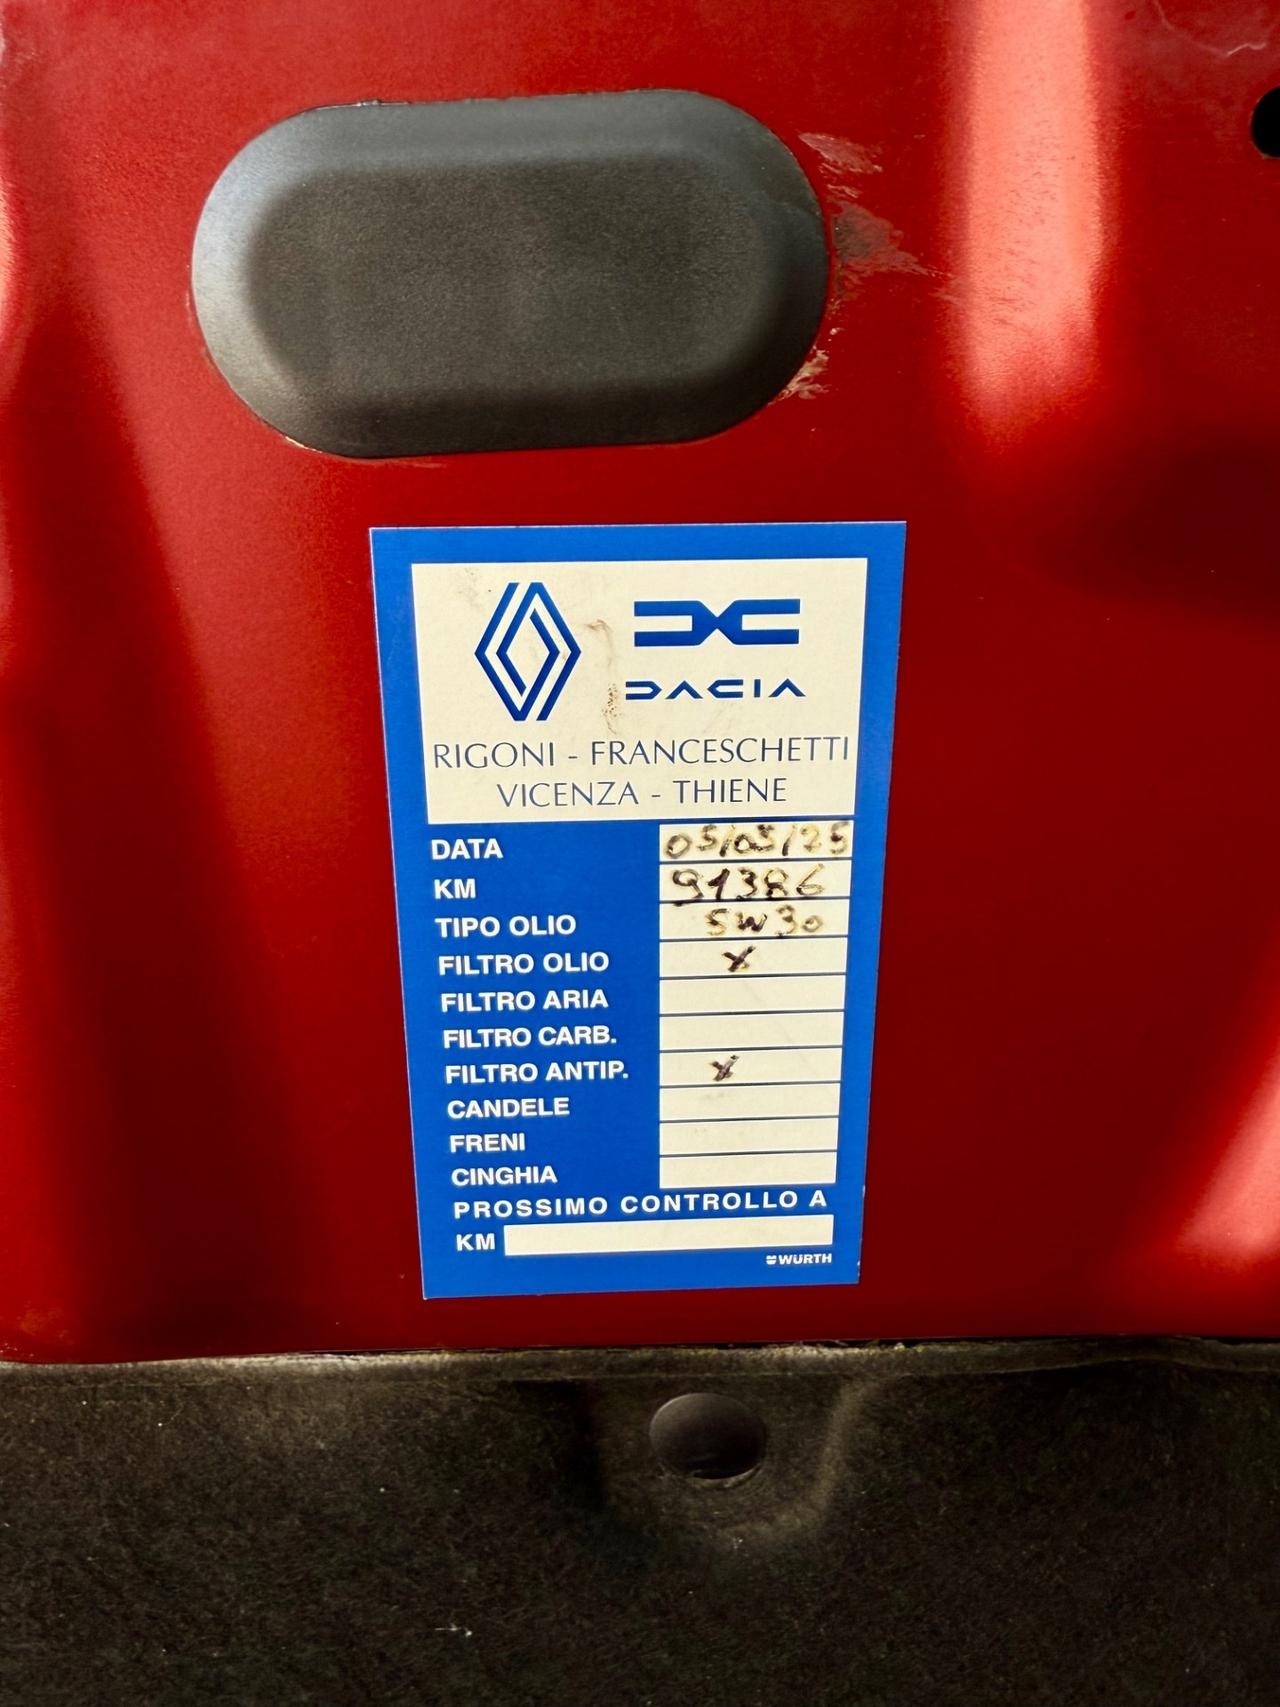 DACIA
RIGONI - FRANCESCHETTI
VICENZA - THIENE
DATA 05/05/25
KM 91386
TIPO OLIO 5W30
FILTRO OLIO X
FILTRO ARIA
FILTRO CARB.
FILTRO ANTIP. X
CANDELE
FRENI
CINGHIA
PROSSIMO CONTROLLO A
KM
WÜRTH